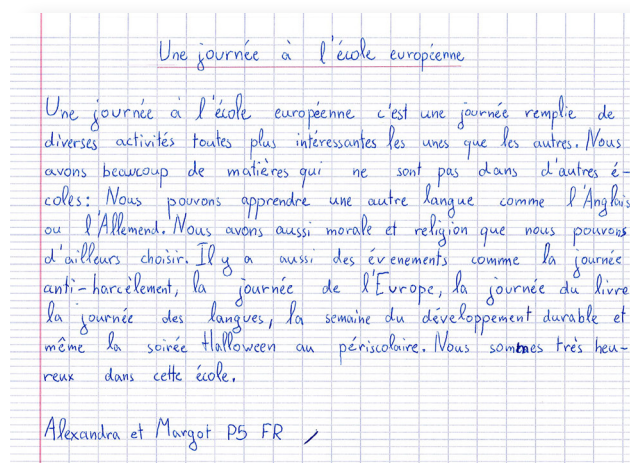 Une journée à l'école européenne
Une journée à l'école européenne c'est une journée remplie de
diverses activités toutes plus intéressantes les unes que les autres. Nous
avons beaucoup de matières qui ne sont pas dans d'autres é-
coles: Nous pouvons apprendre une autre langue comme l'Anglais
ou l'Allemend. Nous avons aussi morale et religion que nous pouvons
d'ailleurs choisir. Il y a aussi des évenements comme la journée
anti-harcèlement, la journée de l'Europe, la journée du livre
la journée des langues, la semaine du développement durable et
même la soirée Halloween au périscolaire. Nous sommes très heu-
reux dans cette école.
Alexandra et Margot P5 FR